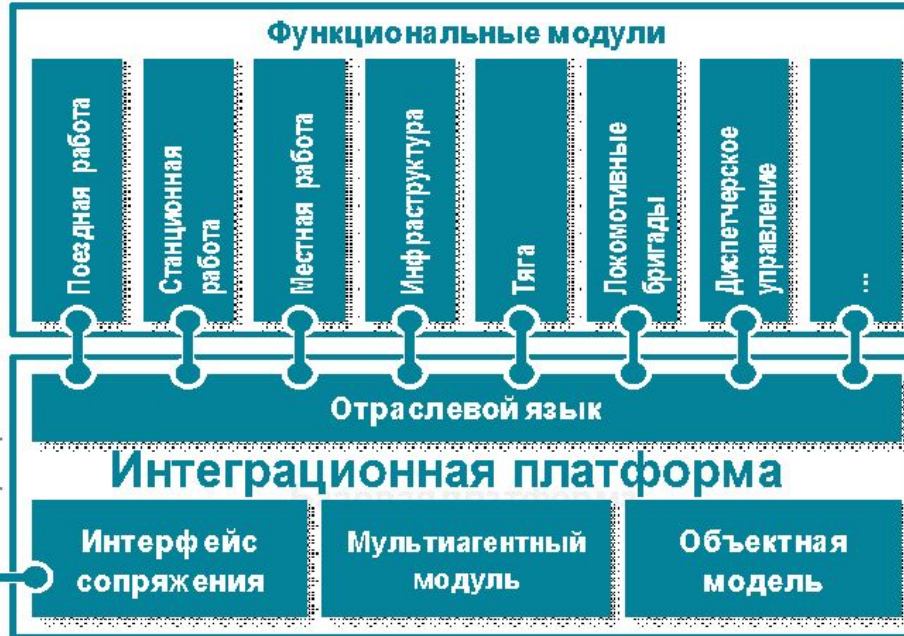 Функциональные модули
Поездная работа
Станционная
работа
Местная работа
Инфраструктура
Тяга
Локомотивные
бригады
Диспетчерское
управление
...
Отраслевой язык
Интеграционная платформа
Интерфейс
сопряжения
Мультиагентный
модуль
Объектная
модель